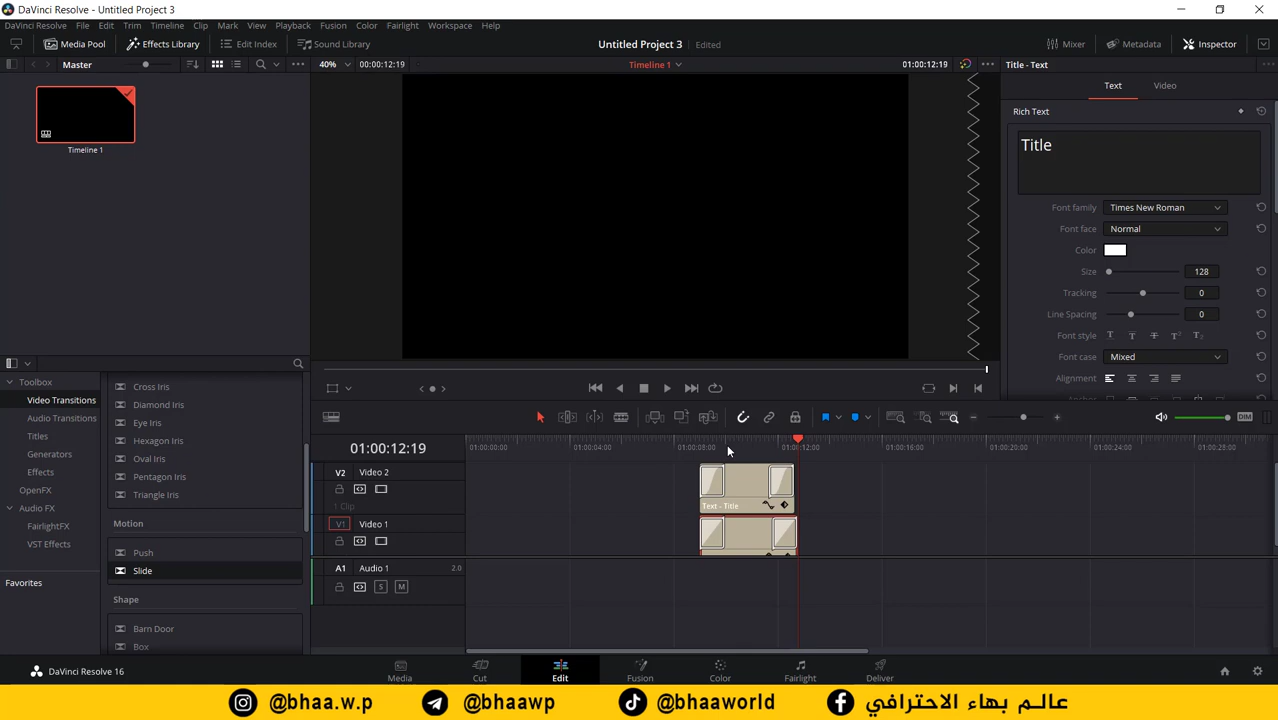 DaVinci Resolve - Untitled Project 3
DaVinci Resolve File Edit Trim Timeline Clip Mark View Playback Fusion Color Fairlight Workspace Help
Media Pool Effects Library Edit Index Sound Library Untitled Project 3 Edited Mixer Metadata Inspector
Master 40% 00:00:12:19 Timeline 1 01:00:12:19 Title - Text
Text Video
Rich Text
Title
Timeline 1
Font family Times New Roman
Font face Normal
Color
Size 128
Tracking 0
Line Spacing 0
Font style
Font case Mixed
Alignment
Toolbox
Video Transitions
Audio Transitions
Titles
Generators
Effects
OpenFX
Audio FX
FairlightFX
VST Effects
Favorites
Cross Iris
Diamond Iris
Eye Iris
Hexagon Iris
Oval Iris
Pentagon Iris
Triangle Iris
Motion
Push
Slide
Shape
Barn Door
Box
DIM
01:00:12:19
01:00:00:00 01:00:04:00 01:00:08:00 01:00:12:00 01:00:16:00 01:00:20:00 01:00:24:00 01:00:28:00
V2 Video 2
1 Clip
Text - Title
V1 Video 1
A1 Audio 1 2.0
S M
DaVinci Resolve 16
Media Cut Edit Fusion Color Fairlight Deliver
@bhaa.w.p @bhaawp @bhaaworld عالم بهاء الاحترافي